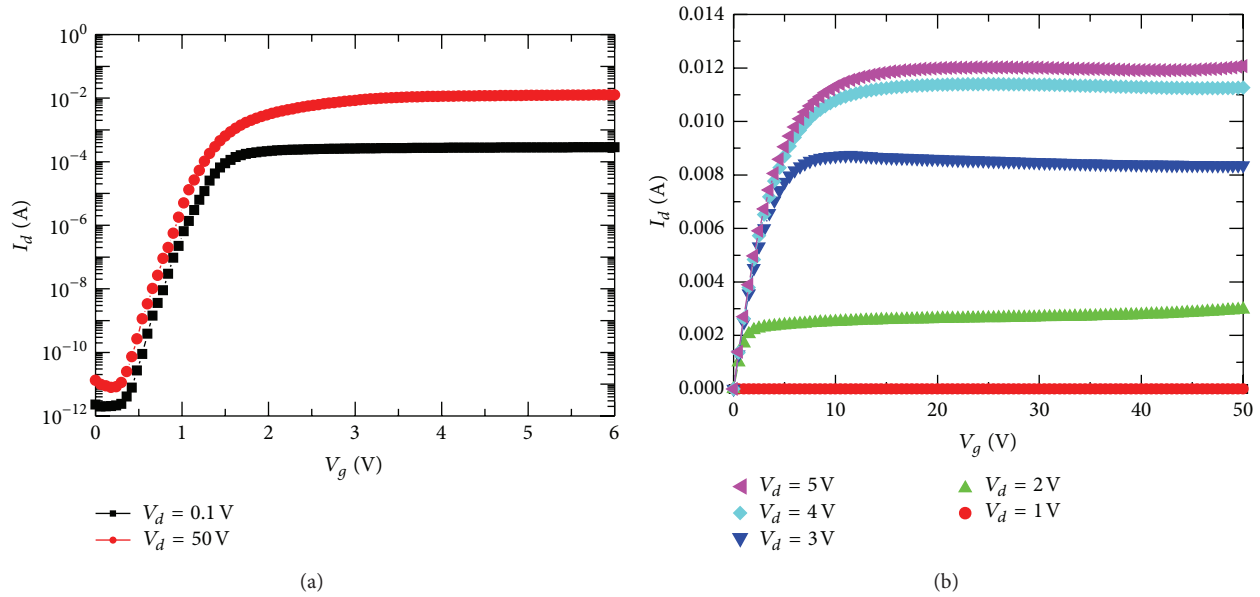 10⁰
10⁻²
10⁻⁴
10⁻⁶
10⁻⁸
10⁻¹⁰
10⁻¹²
I_d (A)
0 1 2 3 4 5 6
V_g (V)
V_d = 0.1 V
V_d = 50 V
(a)
0.014
0.012
0.010
0.008
0.006
0.004
0.002
0.000
I_d (A)
0 10 20 30 40 50
V_g (V)
V_d = 5 V
V_d = 4 V
V_d = 3 V
V_d = 2 V
V_d = 1 V
(b)